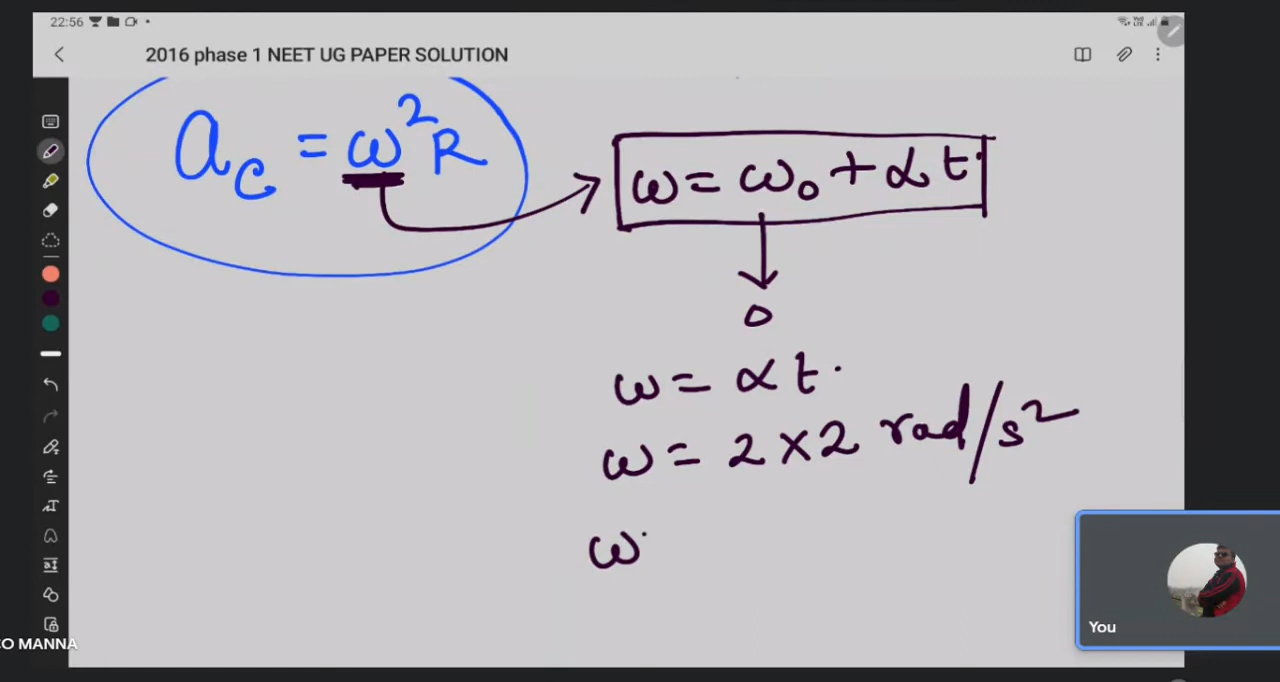 22:56
2016 phase 1 NEET UG PAPER SOLUTION
a_c = ω²R
ω = ω₀ + αt
0
ω = αt
ω = 2 × 2 rad/s²
ω
You
CO MANNA